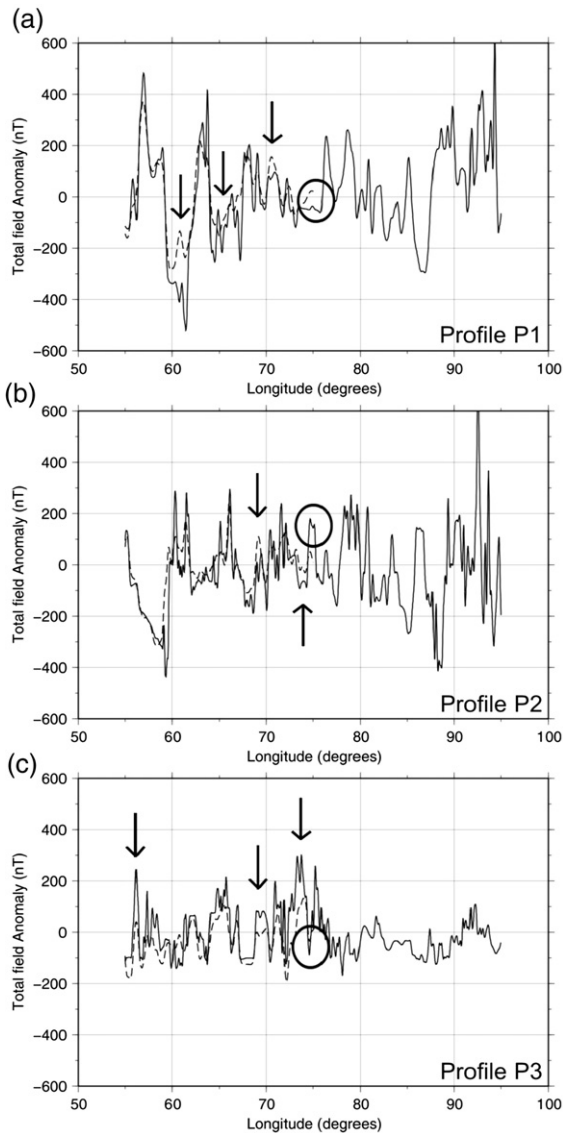 (a)
600
400
200
0
−200
−400
−600
Total field Anomaly (nT)
Profile P1
50 60 70 80 90 100
Longitude (degrees)
(b)
600
400
200
0
−200
−400
−600
Total field Anomaly (nT)
Profile P2
50 60 70 80 90 100
Longitude (degrees)
(c)
600
400
200
0
−200
−400
−600
Total field Anomaly (nT)
Profile P3
50 60 70 80 90 100
Longitude (degrees)